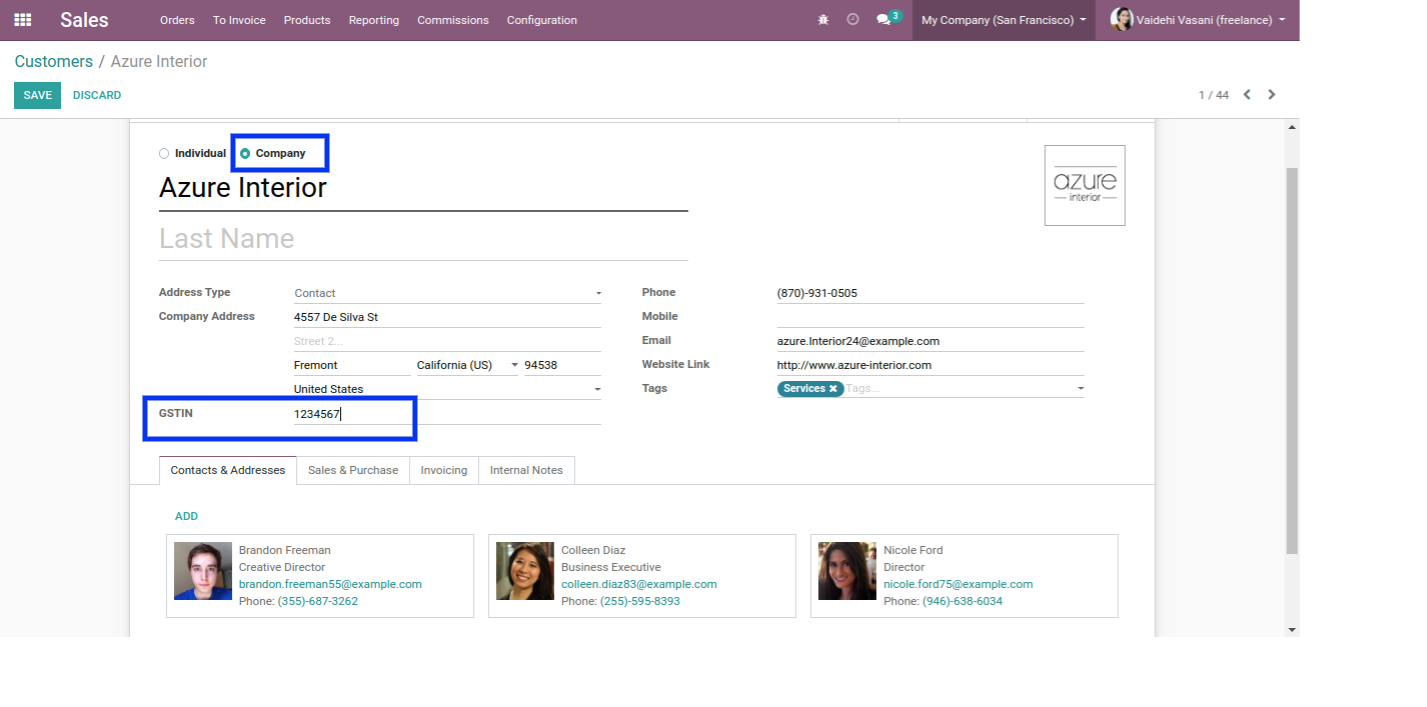 Sales Orders To Invoice Products Reporting Commissions Configuration 3 My Company (San Francisco) Vaidehi Vasani (freelance)
Customers / Azure Interior
SAVE DISCARD 1 / 44
Individual Company
Azure Interior
azure
interior
Last Name
Address Type Contact Phone (870)-931-0505
Company Address 4557 De Silva St Mobile
Street 2... Email azure.Interior24@example.com
Fremont California (US) 94538 Website Link http://www.azure-interior.com
United States Tags Services Tags...
GSTIN 1234567
Contacts & Addresses Sales & Purchase Invoicing Internal Notes
ADD
Brandon Freeman
Creative Director
brandon.freeman55@example.com
Phone: (355)-687-3262
Colleen Diaz
Business Executive
colleen.diaz83@example.com
Phone: (255)-595-8393
Nicole Ford
Director
nicole.ford75@example.com
Phone: (946)-638-6034